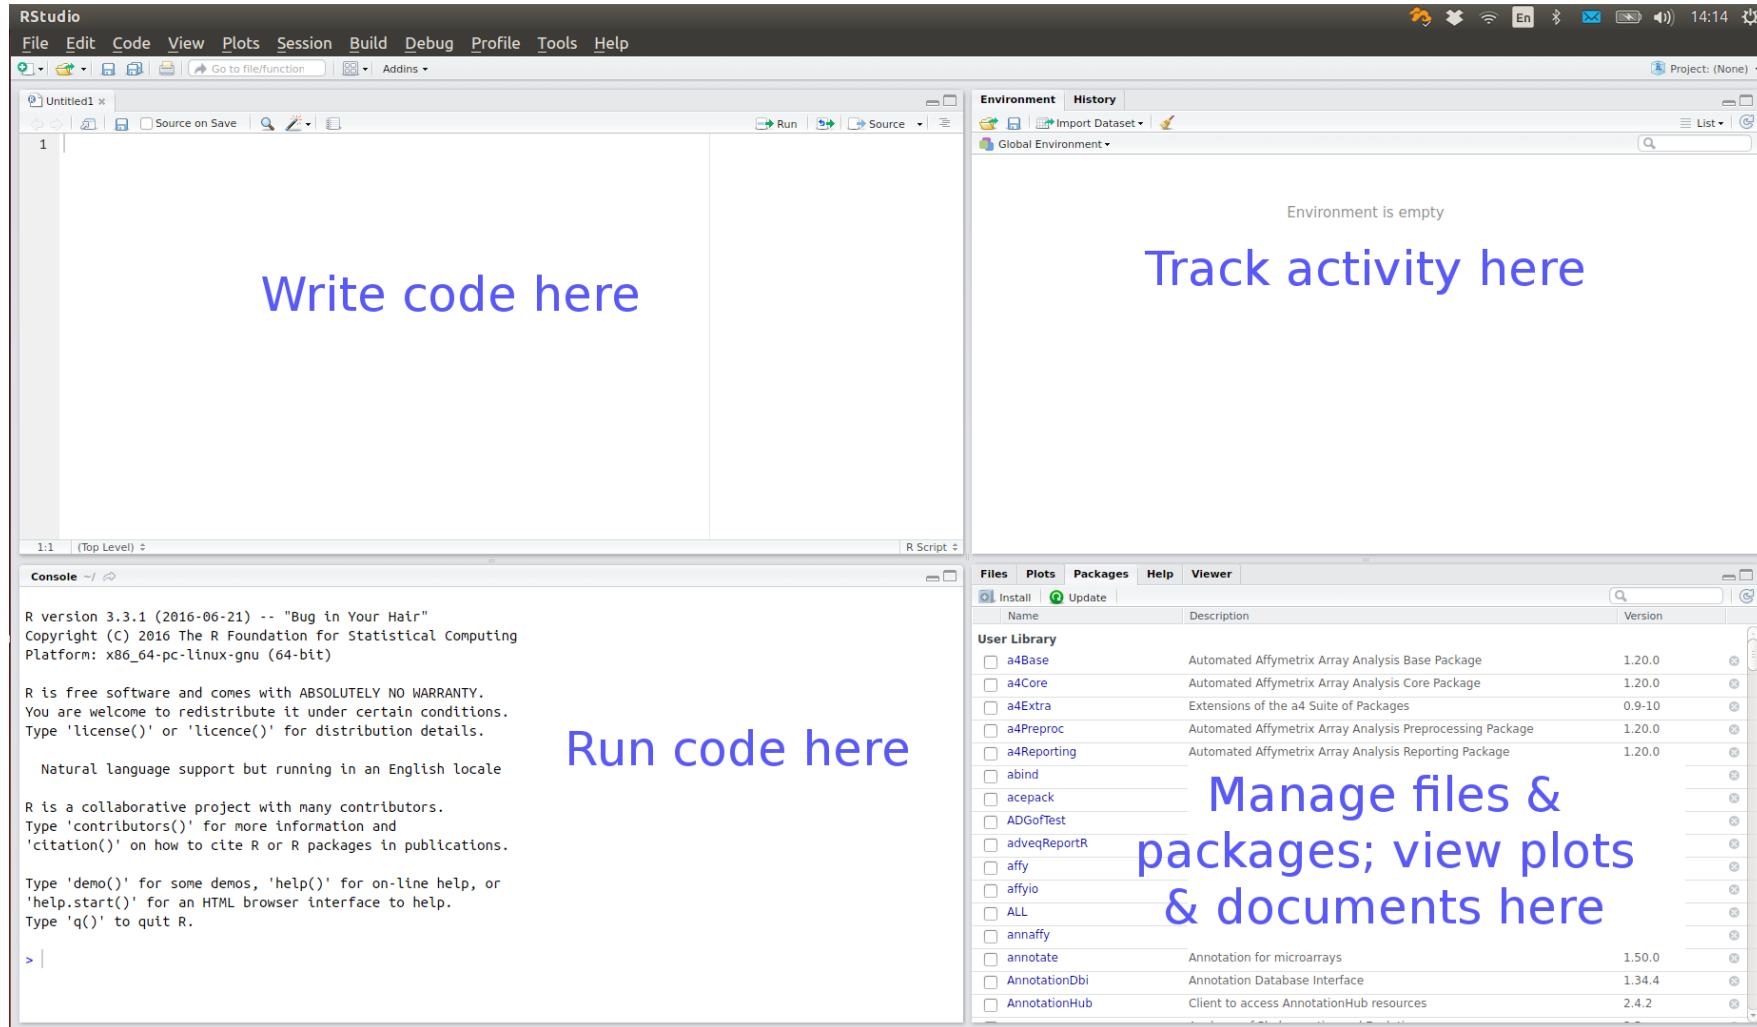 RStudio
En 14:14
File Edit Code View Plots Session Build Debug Profile Tools Help
Go to file/function Addins Project: (None)
Untitled1
Source on Save Run Source
1
Write code here
1:1 (Top Level) R Script
Environment History
Import Dataset List
Global Environment
Environment is empty
Track activity here
Console ~/
R version 3.3.1 (2016-06-21) -- "Bug in Your Hair"
Copyright (C) 2016 The R Foundation for Statistical Computing
Platform: x86_64-pc-linux-gnu (64-bit)
R is free software and comes with ABSOLUTELY NO WARRANTY.
You are welcome to redistribute it under certain conditions.
Type 'license()' or 'licence()' for distribution details.
Natural language support but running in an English locale
R is a collaborative project with many contributors.
Type 'contributors()' for more information and
'citation()' on how to cite R or R packages in publications.
Type 'demo()' for some demos, 'help()' for on-line help, or
'help.start()' for an HTML browser interface to help.
Type 'q()' to quit R.
>
Run code here
Files Plots Packages Help Viewer
Install Update
Name Description Version
User Library
a4Base Automated Affymetrix Array Analysis Base Package 1.20.0
a4Core Automated Affymetrix Array Analysis Core Package 1.20.0
a4Extra Extensions of the a4 Suite of Packages 0.9-10
a4Preproc Automated Affymetrix Array Analysis Preprocessing Package 1.20.0
a4Reporting Automated Affymetrix Array Analysis Reporting Package 1.20.0
abind
acepack
ADGofTest
adveqReportR
affy
affyio
ALL
annaffy
annotate Annotation for microarrays 1.50.0
AnnotationDbi Annotation Database Interface 1.34.4
AnnotationHub Client to access AnnotationHub resources 2.4.2
Manage files &
packages; view plots
& documents here